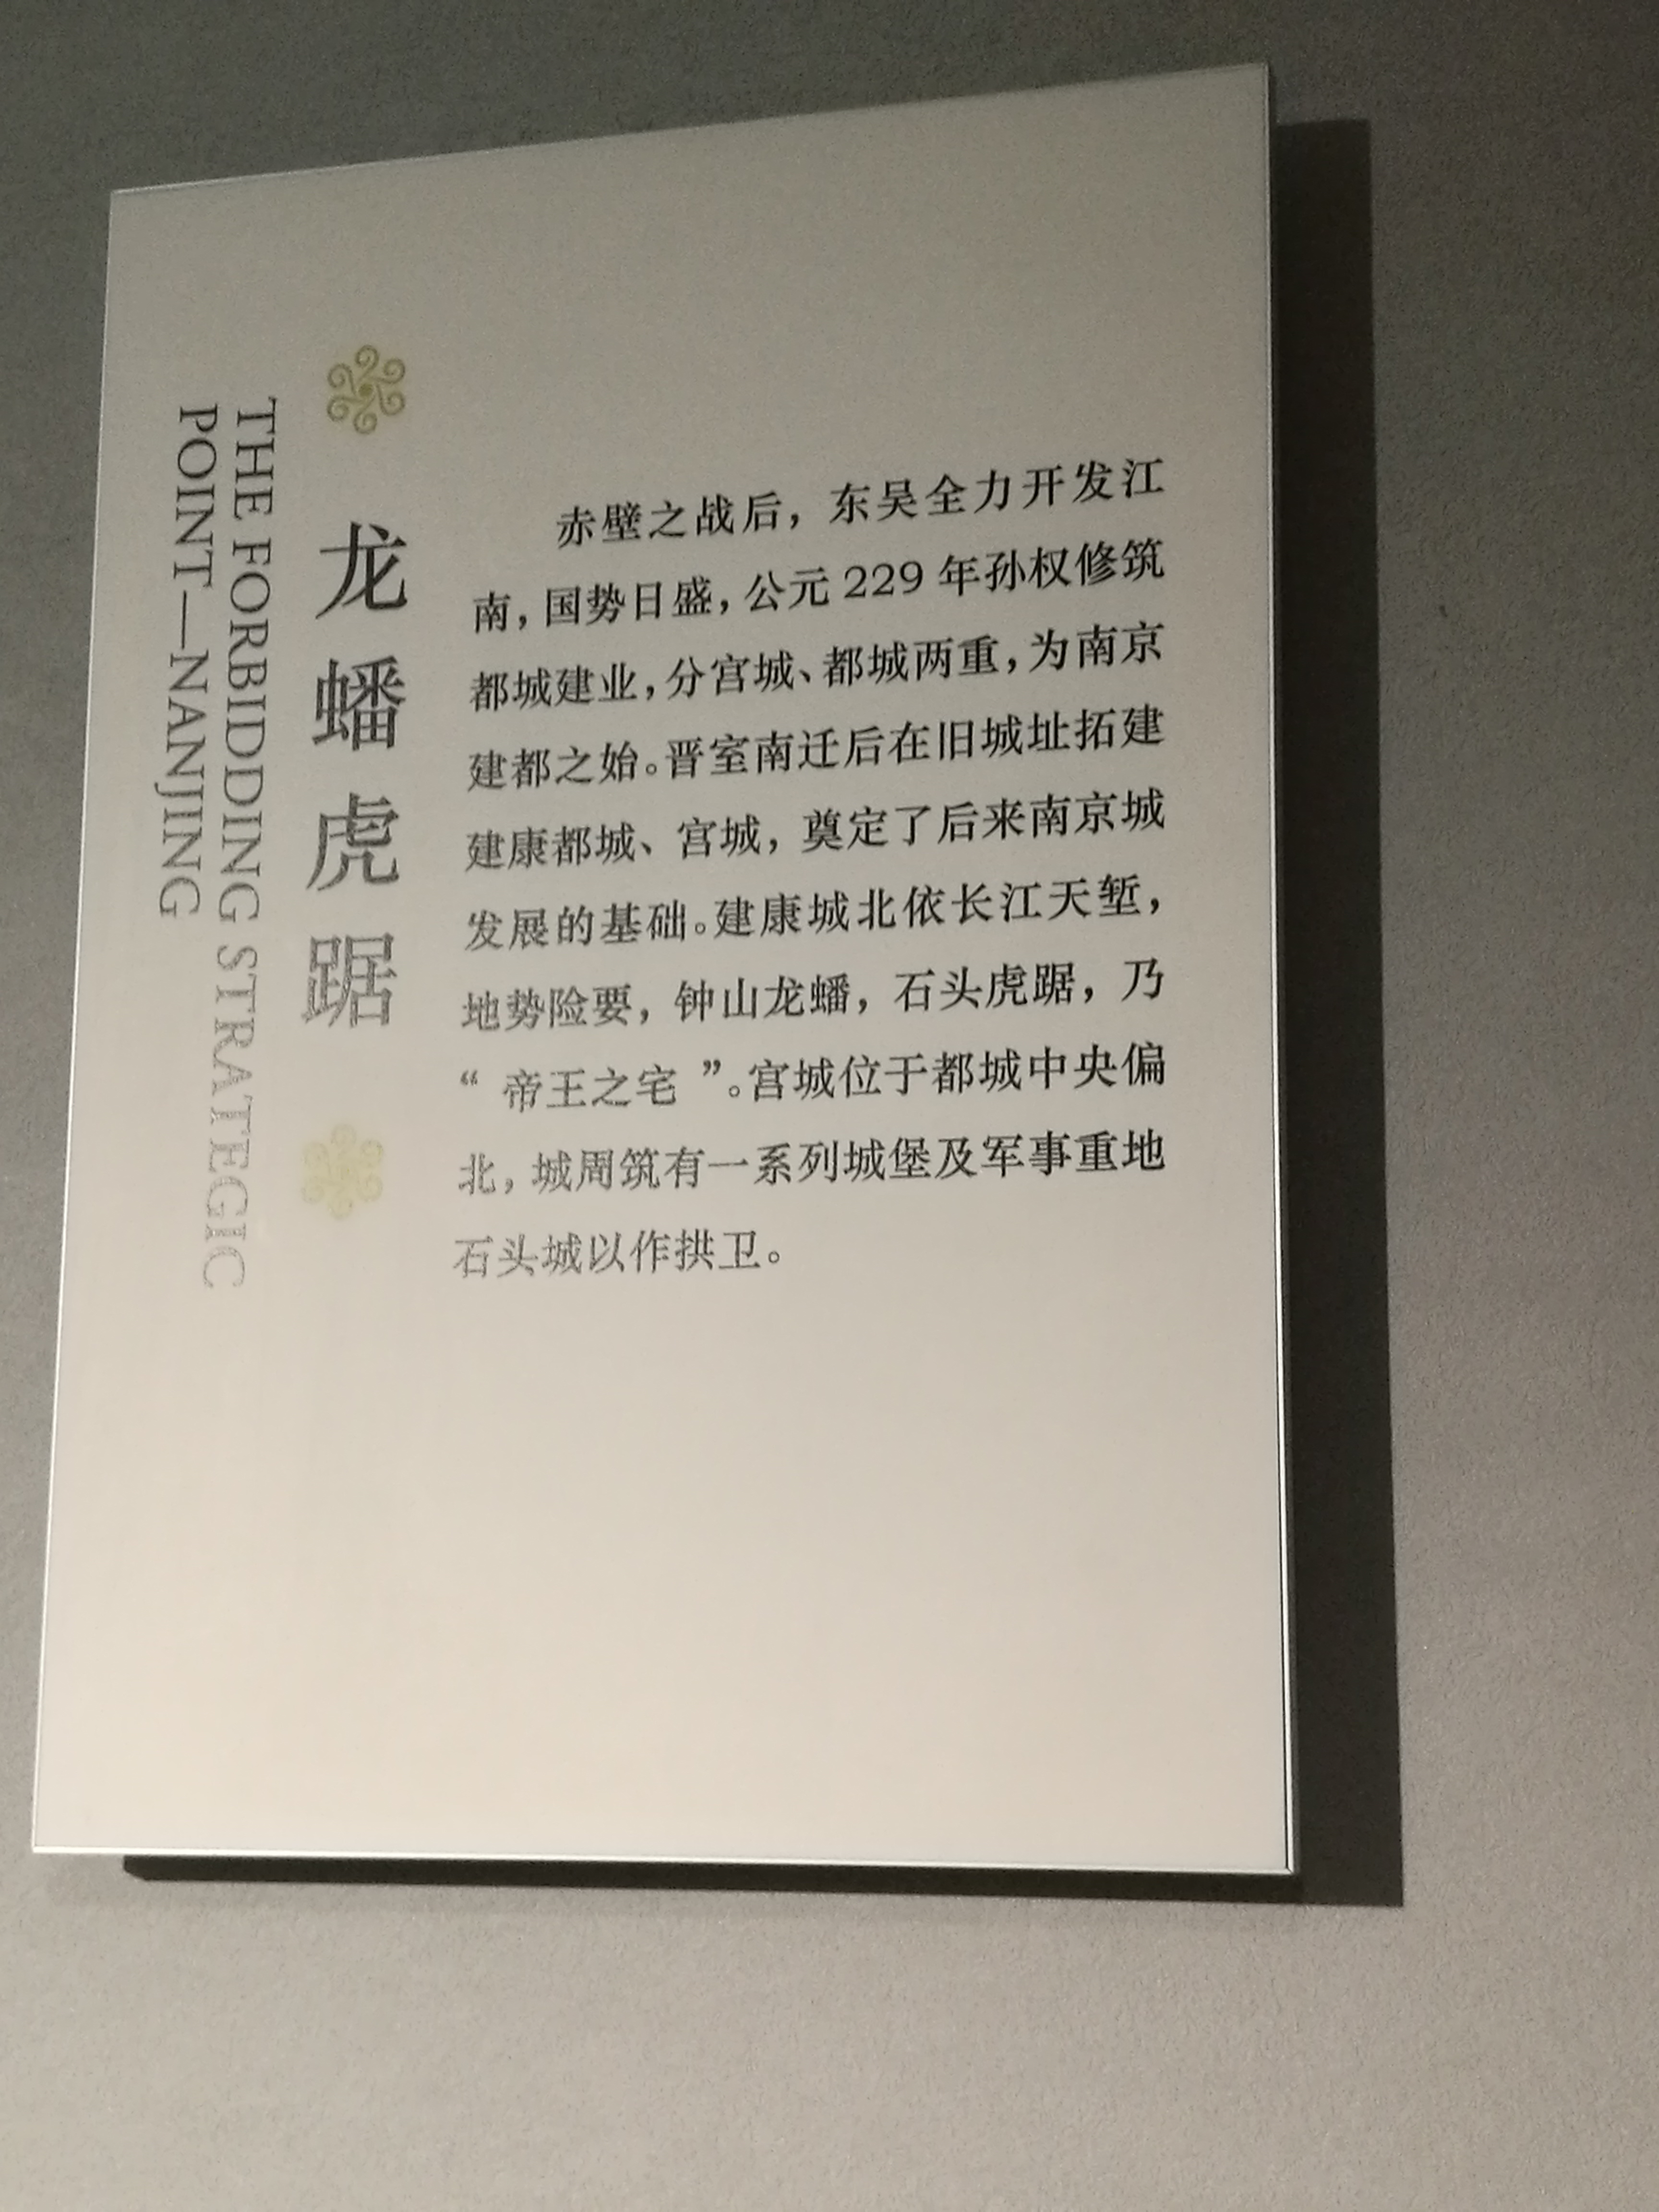 龙蟠虎踞
THE FORBIDDING STRATEGIC
POINT—NANJING
赤壁之战后，东吴全力开发江
南，国势日盛，公元 229 年孙权修筑
都城建业，分宫城、都城两重，为南京
建都之始。晋室南迁后在旧城址拓建
建康都城、宫城，奠定了后来南京城
发展的基础。建康城北依长江天堑，
地势险要，钟山龙蟠，石头虎踞，乃
“ 帝王之宅 ”。宫城位于都城中央偏
北，城周筑有一系列城堡及军事重地
石头城以作拱卫。